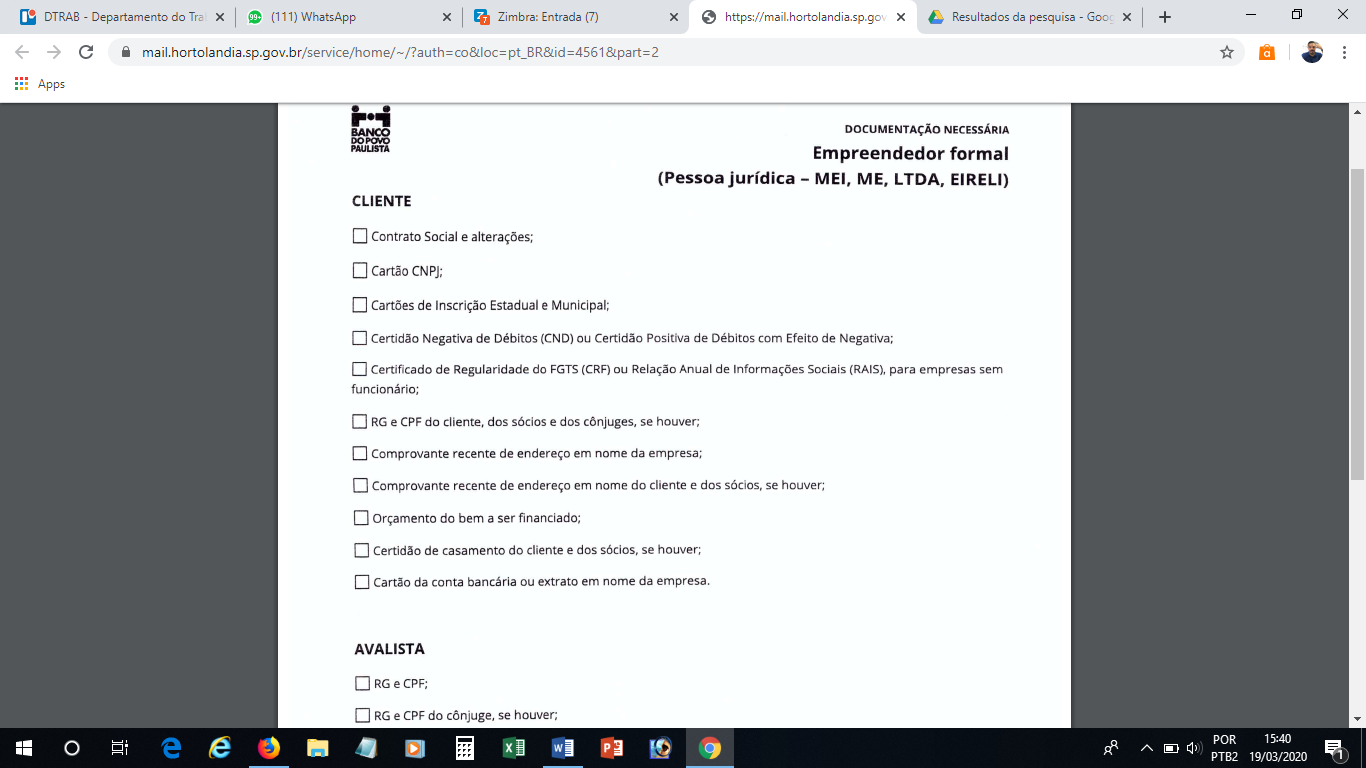 DTRAB - Departamento do Tra
(111) WhatsApp
Zimbra: Entrada (7)
https://mail.hortolandia.sp.gov
Resultados da pesquisa - Goog
mail.hortolandia.sp.gov.br/service/home/~/?auth=co&loc=pt_BR&id=4561&part=2
Apps
BANCO
DO POVO
PAULISTA
DOCUMENTAÇÃO NECESSÁRIA
Empreendedor formal
(Pessoa jurídica – MEI, ME, LTDA, EIRELI)
CLIENTE
Contrato Social e alterações;
Cartão CNPJ;
Cartões de Inscrição Estadual e Municipal;
Certidão Negativa de Débitos (CND) ou Certidão Positiva de Débitos com Efeito de Negativa;
Certificado de Regularidade do FGTS (CRF) ou Relação Anual de Informações Sociais (RAIS), para empresas sem
funcionário;
RG e CPF do cliente, dos sócios e dos cônjuges, se houver;
Comprovante recente de endereço em nome da empresa;
Comprovante recente de endereço em nome do cliente e dos sócios, se houver;
Orçamento do bem a ser financiado;
Certidão de casamento do cliente e dos sócios, se houver;
Cartão da conta bancária ou extrato em nome da empresa.
AVALISTA
RG e CPF;
RG e CPF do cônjuge, se houver;
POR
PTB2
15:40
19/03/2020